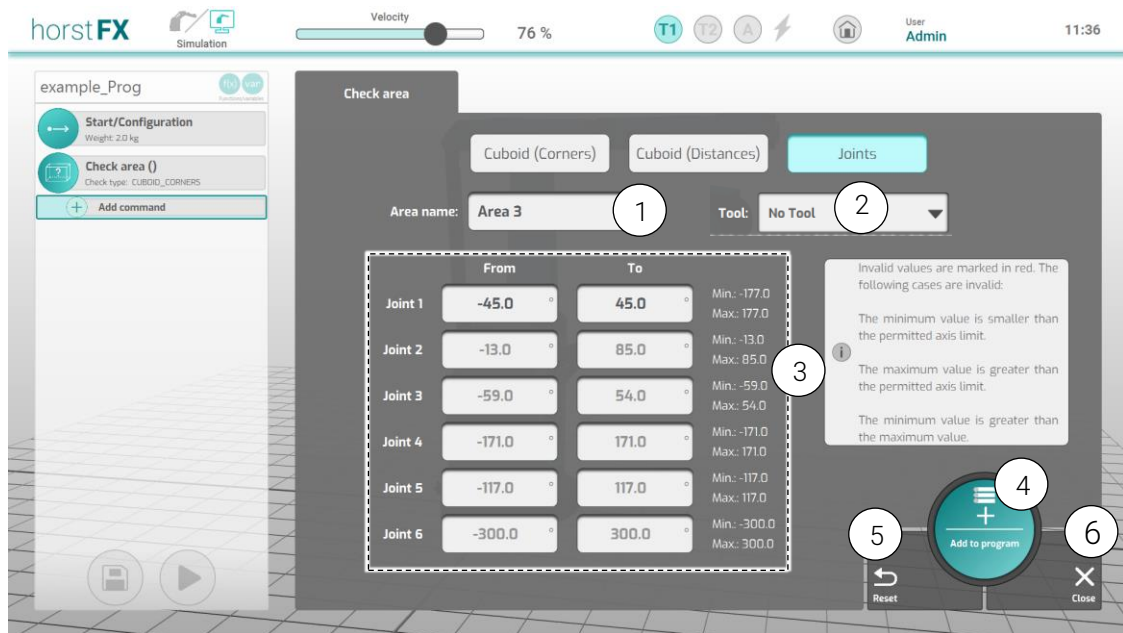 horstFX
Simulation
Velocity
76 %
T1 T2 A
User
Admin
11:36
example_Prog
f(x) var
Functions/variables
Start/Configuration
Weight: 2.0 kg
Check area ()
Check type: CUBOID_CORNERS
Add command
Check area
Cuboid (Corners) Cuboid (Distances) Joints
Area name: Area 3 1 Tool: No Tool 2
From To
Joint 1 -45.0 ° 45.0 ° Min.: -177.0
Max.: 177.0
Joint 2 -13.0 ° 85.0 ° Min.: -13.0
Max.: 85.0
Joint 3 -59.0 ° 54.0 ° Min.: -59.0
Max.: 54.0
Joint 4 -171.0 ° 171.0 ° Min.: -171.0
Max.: 171.0
Joint 5 -117.0 ° 117.0 ° Min.: -117.0
Max.: 117.0
Joint 6 -300.0 ° 300.0 ° Min.: -300.0
Max.: 300.0
3
Invalid values are marked in red. The
following cases are invalid:
The minimum value is smaller than
the permitted axis limit.
The maximum value is greater than
the permitted axis limit.
The minimum value is greater than
the maximum value.
4
Add to program
5
Reset
6
Close